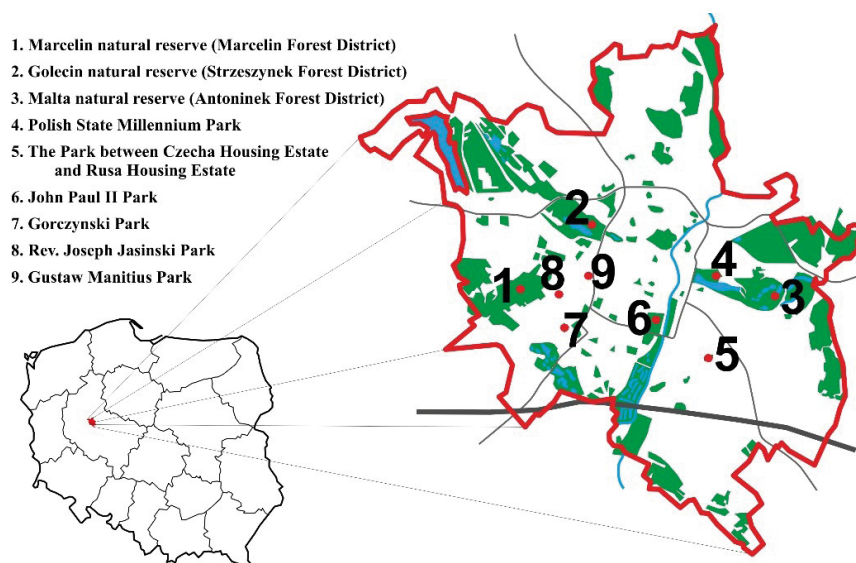 1. Marcelin natural reserve (Marcelin Forest District)
2. Golecin natural reserve (Strzeszynek Forest District)
3. Malta natural reserve (Antoninek Forest District)
4. Polish State Millennium Park
5. The Park between Czecha Housing Estate
and Rusa Housing Estate
6. John Paul II Park
7. Gorczynski Park
8. Rev. Joseph Jasinski Park
9. Gustaw Manitius Park
2
4
9
8
1
3
6
7
5